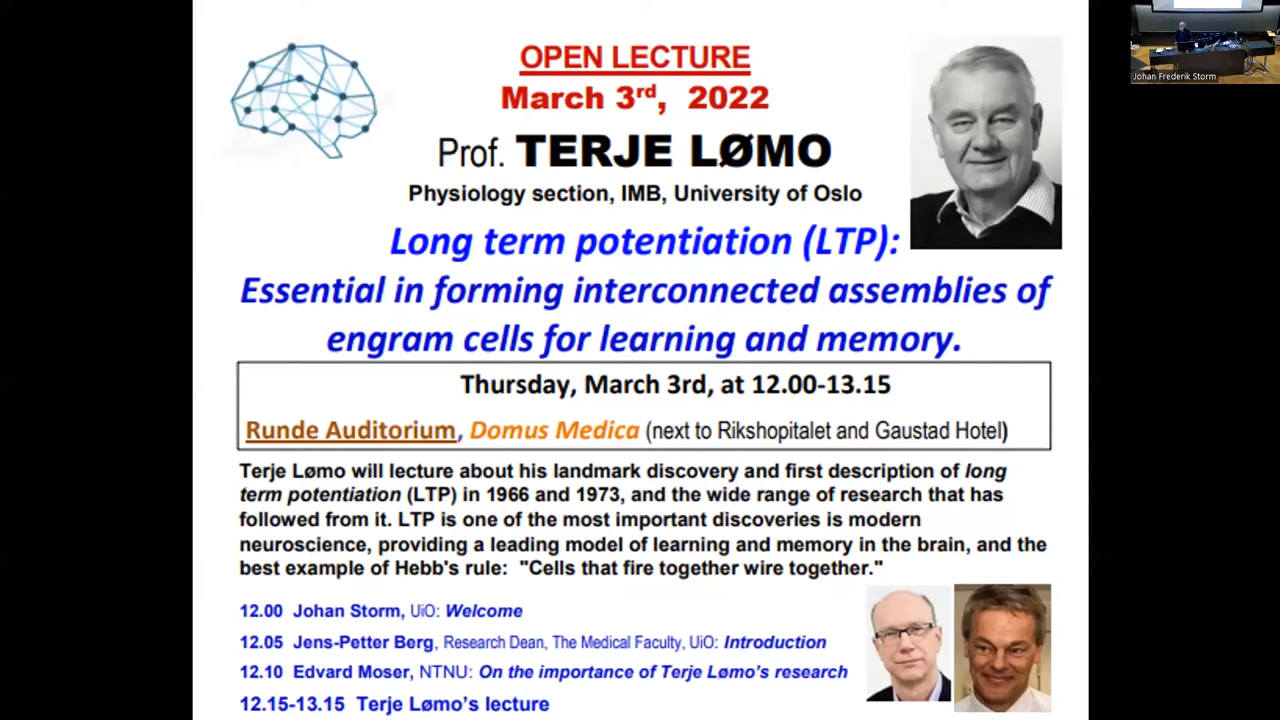 OPEN LECTURE
March 3rd, 2022
Prof. TERJE LØMO
Physiology section, IMB, University of Oslo
Long term potentiation (LTP):
Essential in forming interconnected assemblies of
engram cells for learning and memory.
Thursday, March 3rd, at 12.00-13.15
Runde Auditorium, Domus Medica (next to Rikshopitalet and Gaustad Hotel)
Terje Lømo will lecture about his landmark discovery and first description of long
term potentiation (LTP) in 1966 and 1973, and the wide range of research that has
followed from it. LTP is one of the most important discoveries is modern
neuroscience, providing a leading model of learning and memory in the brain, and the
best example of Hebb's rule: "Cells that fire together wire together."
12.00 Johan Storm, UiO: Welcome
12.05 Jens-Petter Berg, Research Dean, The Medical Faculty, UiO: Introduction
12.10 Edvard Moser, NTNU: On the importance of Terje Lømo's research
12.15-13.15 Terje Lømo's lecture
Johan Frederik Storm